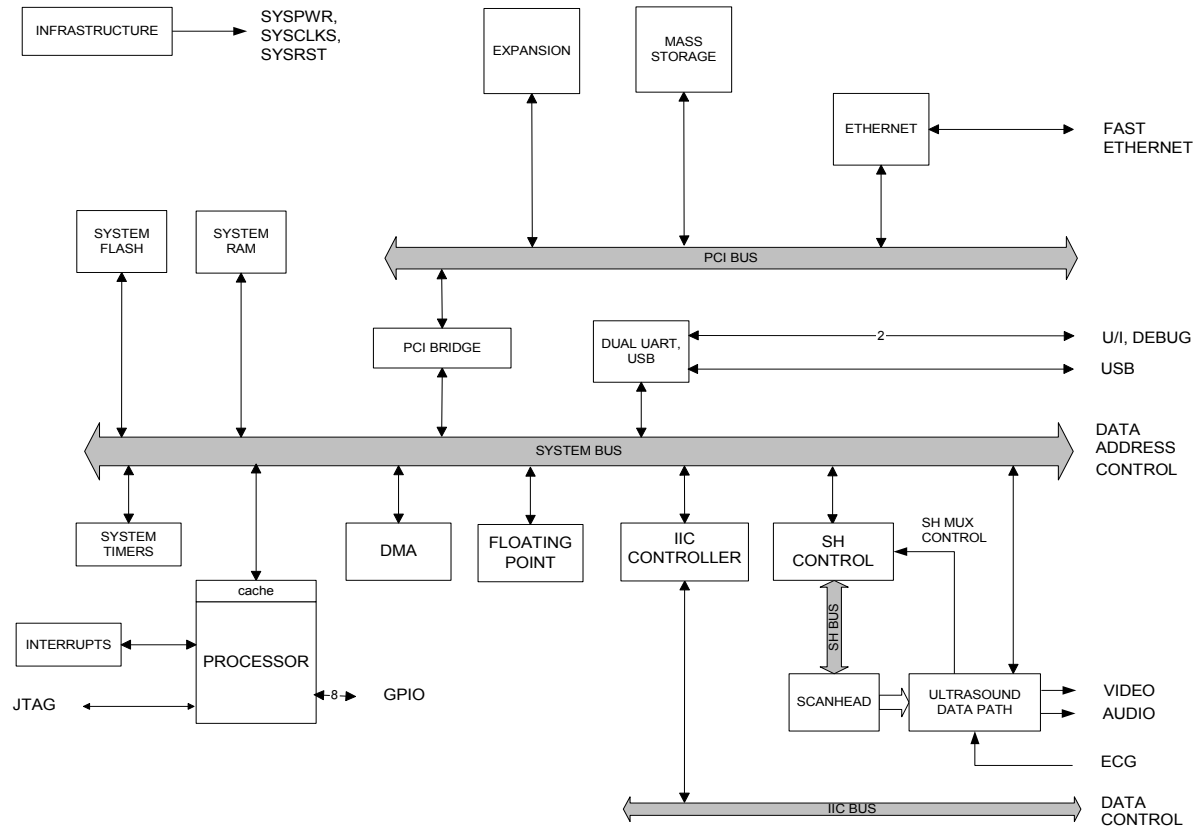 INFRASTRUCTURE
SYSPWR,
SYSCLKS,
SYSRST
EXPANSION
MASS
STORAGE
ETHERNET
FAST
ETHERNET
SYSTEM
FLASH
SYSTEM
RAM
PCI BUS
PCI BRIDGE
DUAL UART,
USB
2
U/I, DEBUG
USB
SYSTEM BUS
DATA
ADDRESS
CONTROL
SYSTEM
TIMERS
DMA
FLOATING
POINT
IIC
CONTROLLER
SH
CONTROL
SH MUX
CONTROL
cache
PROCESSOR
INTERRUPTS
JTAG
8
GPIO
SH BUS
SCANHEAD
ULTRASOUND
DATA PATH
VIDEO
AUDIO
ECG
IIC BUS
DATA
CONTROL